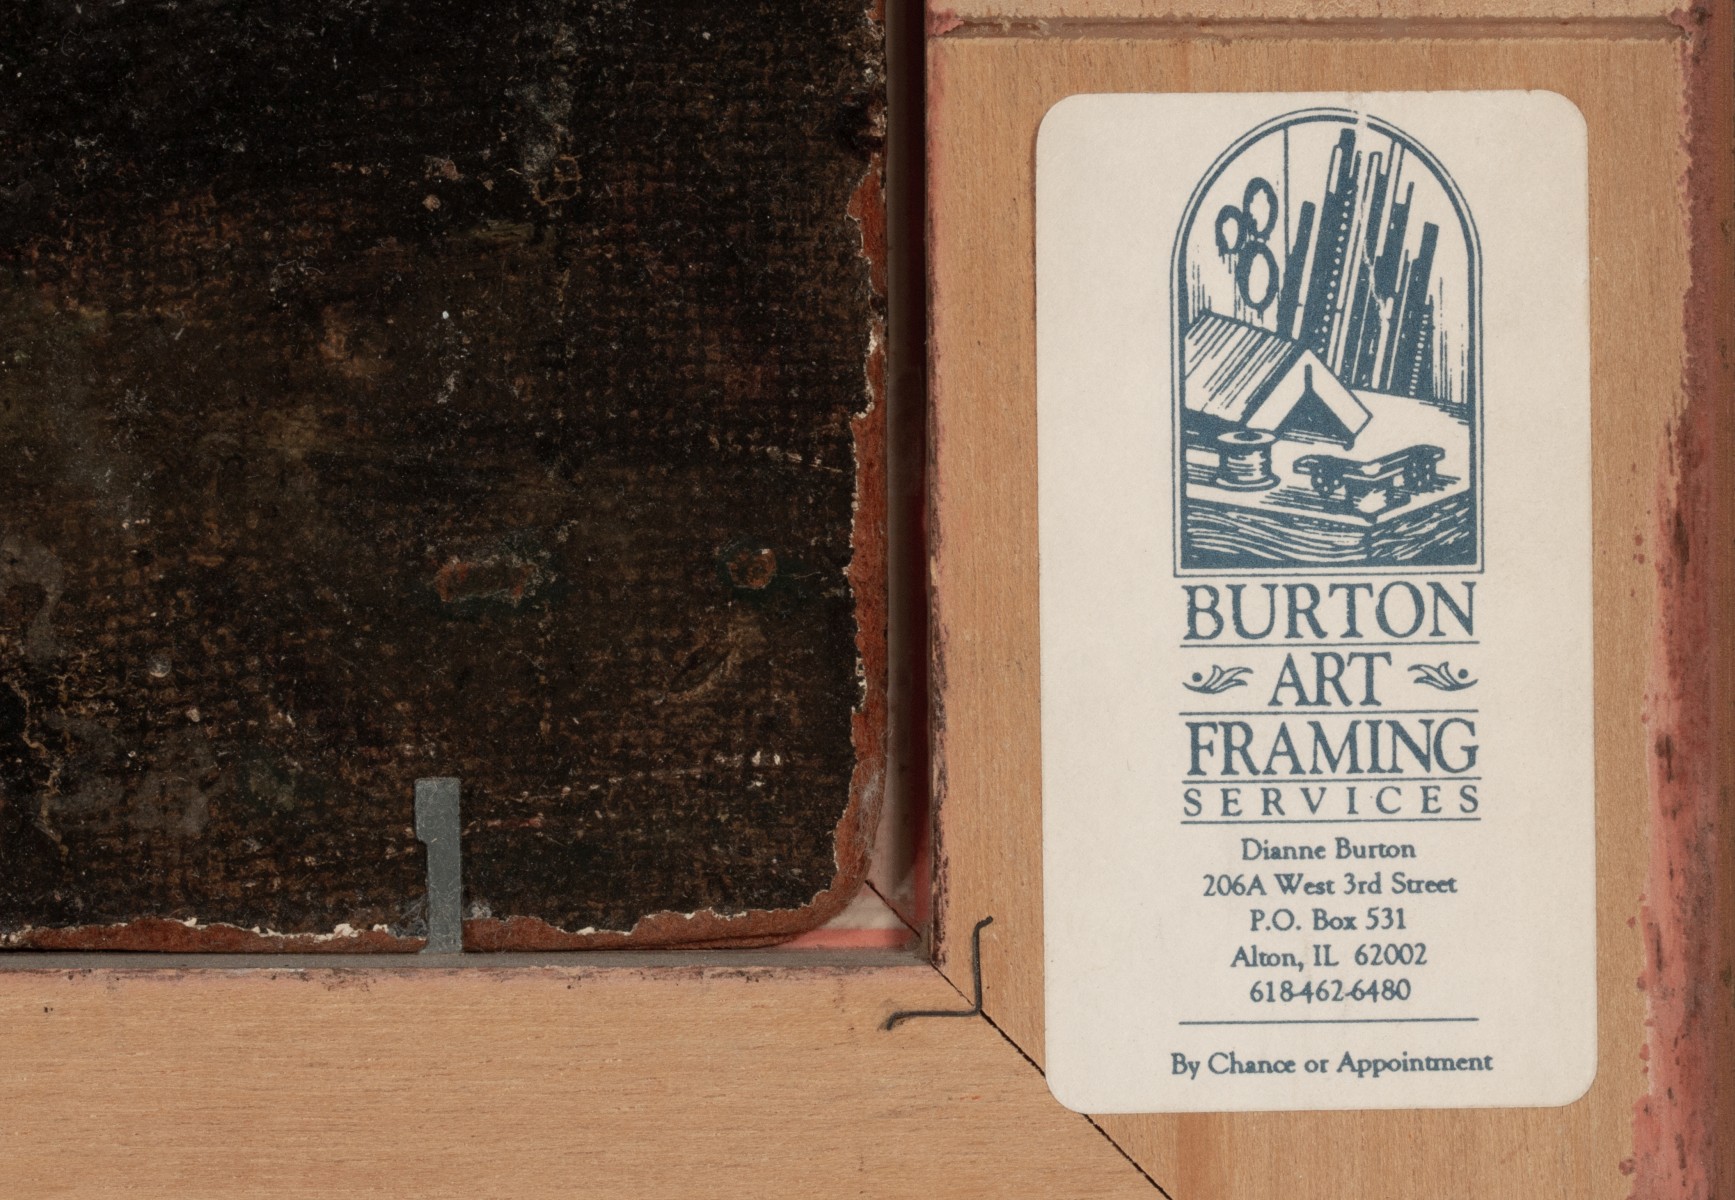 BURTON
ART
FRAMING
SERVICES
Dianne Burton
206A West 3rd Street
P.O. Box 531
Alton, IL 62002
618-462-6480
By Chance or Appointment